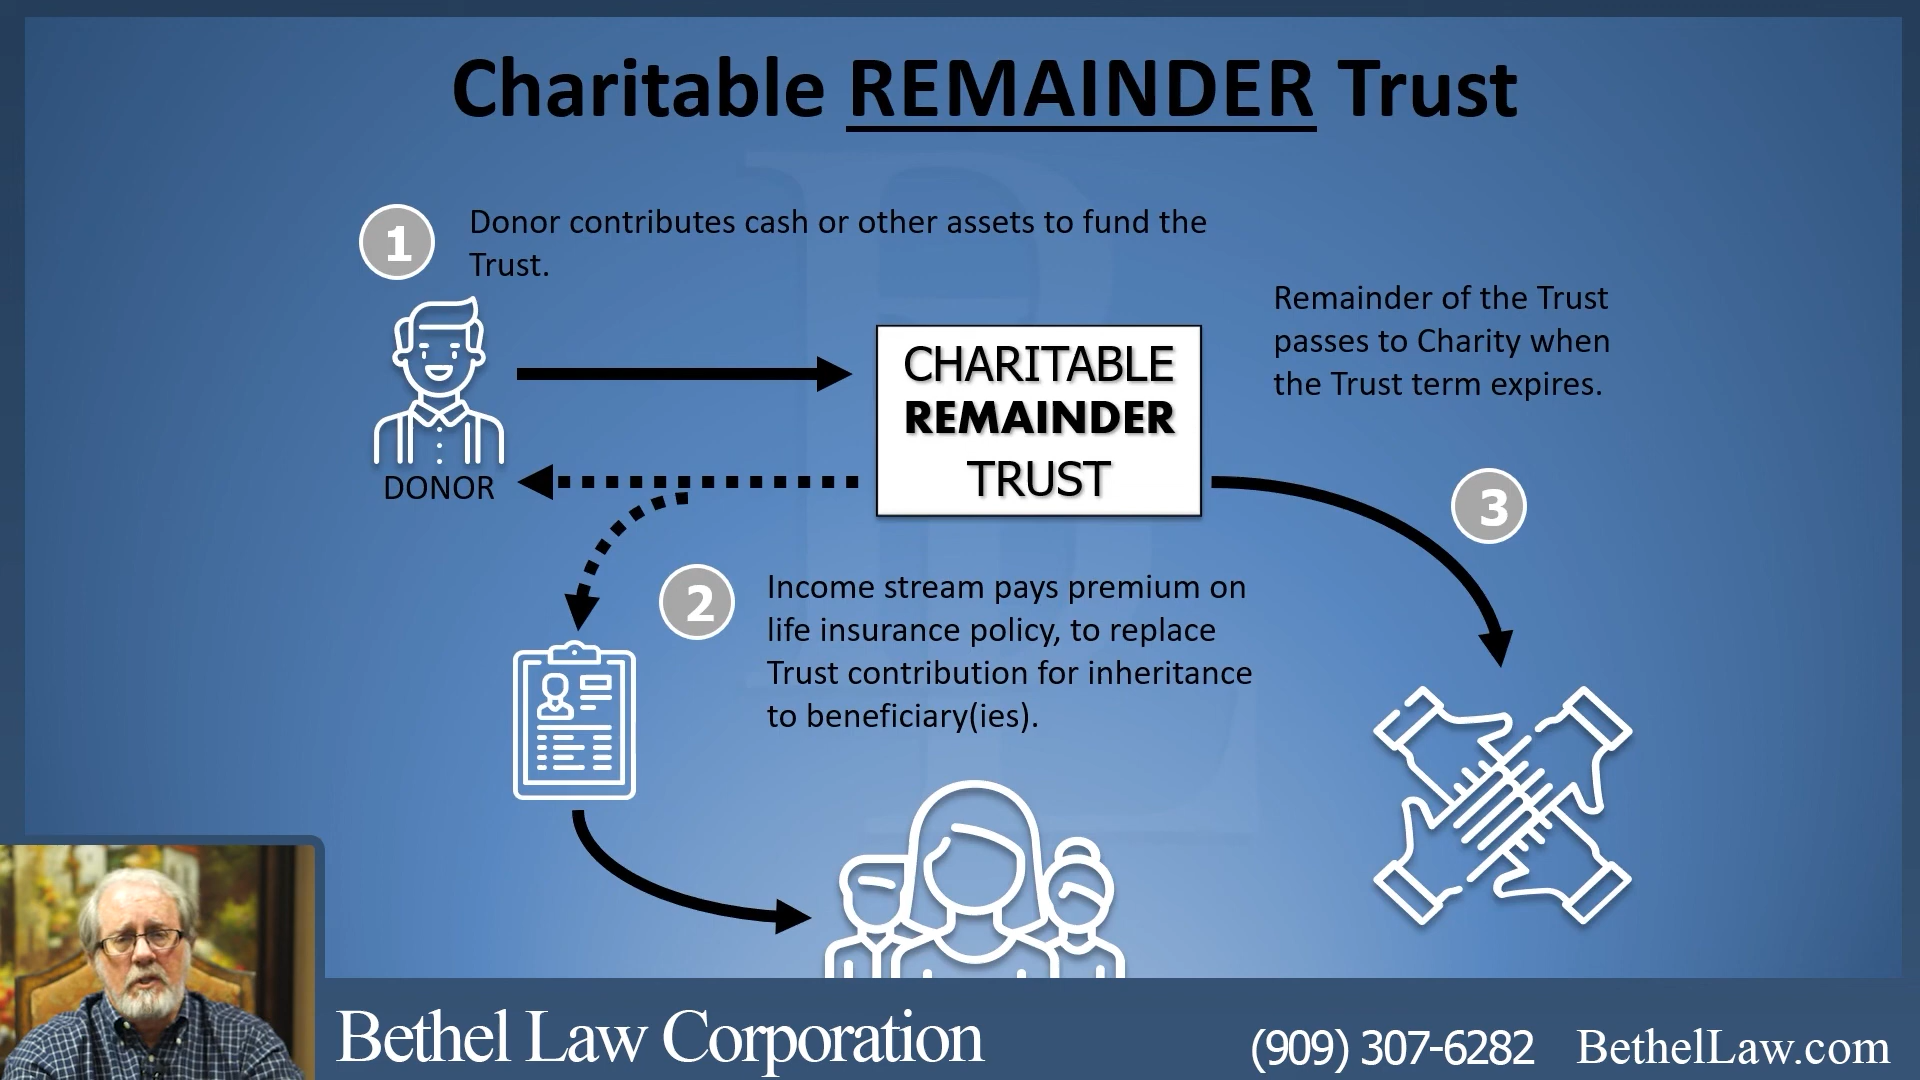 Charitable REMAINDER Trust
1
Donor contributes cash or other assets to fund the
Trust.
Remainder of the Trust
passes to Charity when
the Trust term expires.
CHARITABLE
REMAINDER
TRUST
DONOR
3
2
Income stream pays premium on
life insurance policy, to replace
Trust contribution for inheritance
to beneficiary(ies).
Bethel Law Corporation
(909) 307-6282
BethelLaw.com